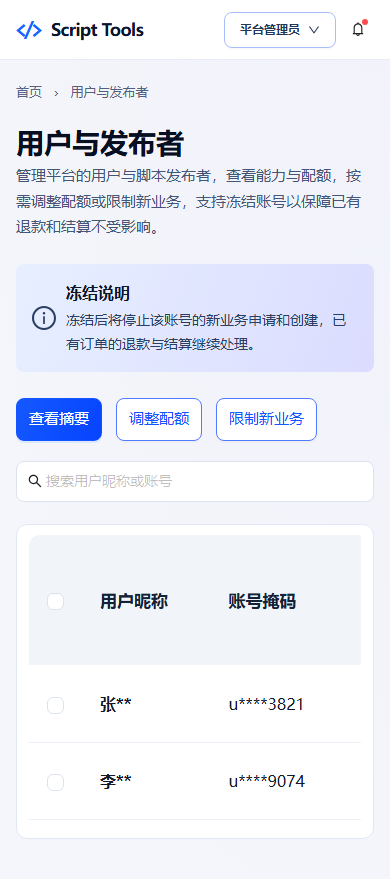 Script Tools
平台管理员
首页 › 用户与发布者
用户与发布者
管理平台的用户与脚本发布者，查看能力与配额，按
需调整配额或限制新业务，支持冻结账号以保障已有
退款和结算不受影响。
冻结说明
冻结后将停止该账号的新业务申请和创建，已
有订单的退款与结算继续处理。
查看摘要 调整配额 限制新业务
搜索用户昵称或账号
用户昵称 账号掩码
张** u****3821
李** u****9074